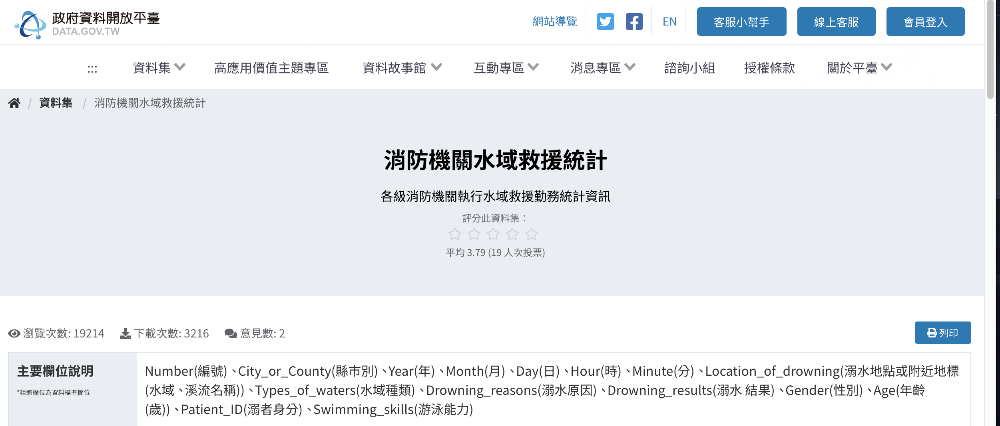 政府資料開放平臺
DATA.GOV.TW
網站導覽
EN
客服小幫手
線上客服
會員登入
:::
資料集
高應用價值主題專區
資料故事館
互動專區
消息專區
諮詢小組
授權條款
關於平臺
/ 資料集 / 消防機關水域救援統計
消防機關水域救援統計
各級消防機關執行水域救援勤務統計資訊
評分此資料集：
平均 3.79 (19 人次投票)
瀏覽次數: 19214
下載次數: 3216
意見數: 2
列印
主要欄位說明
*粗體欄位為資料標準欄位
Number(編號)、City_or_County(縣市別)、Year(年)、Month(月)、Day(日)、Hour(時)、Minute(分)、Location_of_drowning(溺水地點或附近地標
(水域、溪流名稱))、Types_of_waters(水域種類)、Drowning_reasons(溺水原因)、Drowning_results(溺水 結果)、Gender(性別)、Age(年齡
(歲))、Patient_ID(溺者身分)、Swimming_skills(游泳能力)